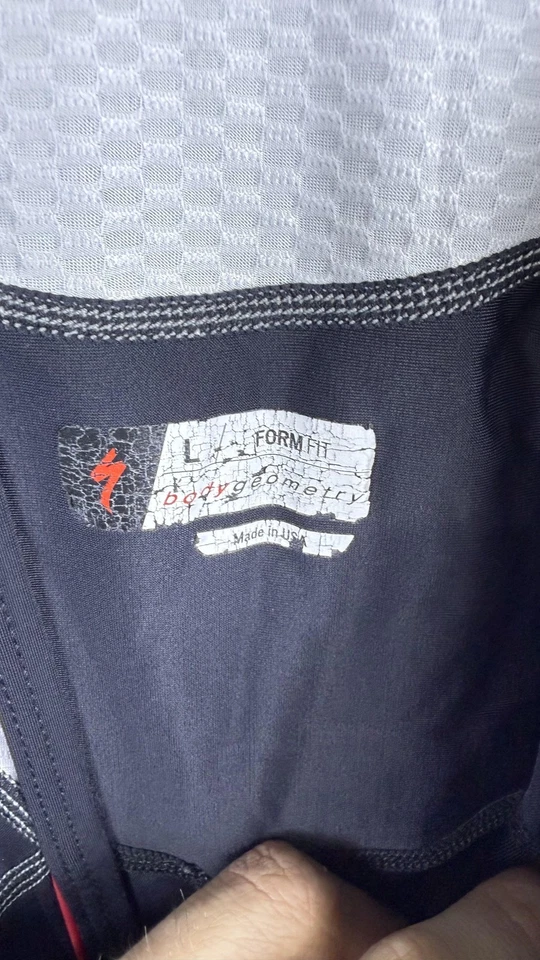 L FORM FIT
bodygeometry
Made in USA